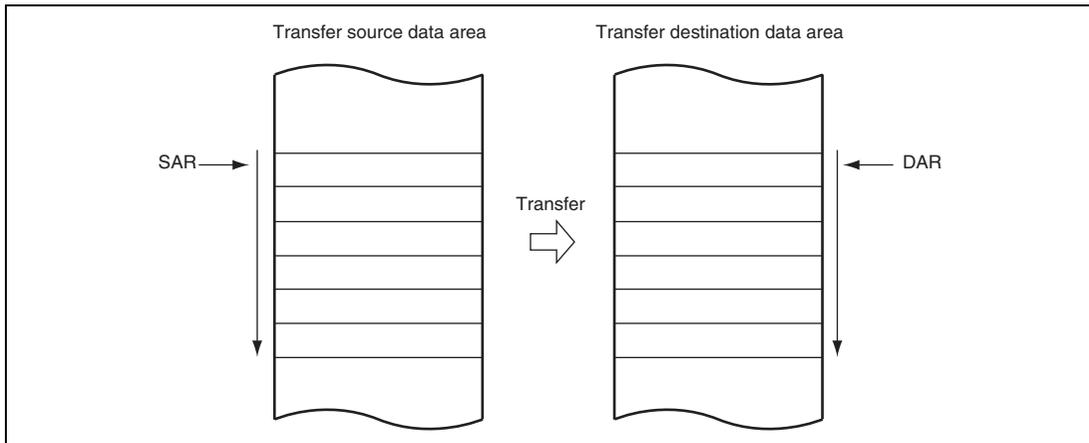 Transfer source data area
Transfer destination data area
SAR
DAR
Transfer